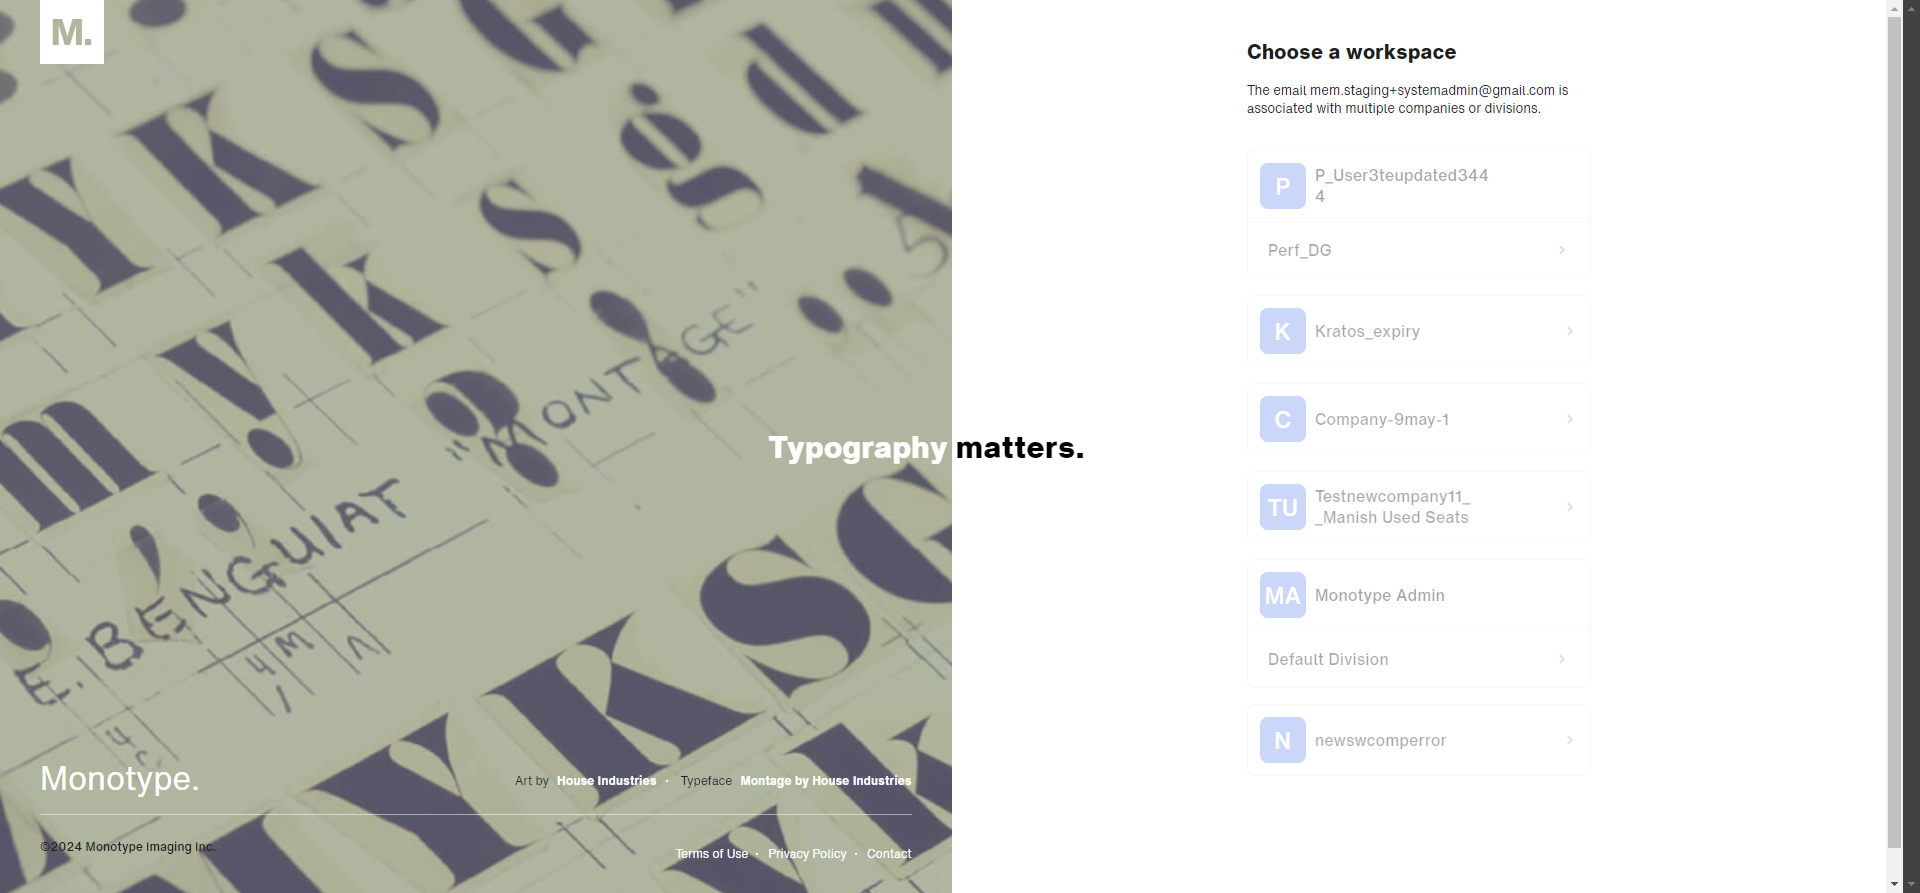 M.
Choose a workspace
The email mem.staging+systemadmin@gmail.com is
associated with multiple companies or divisions.
P
P_User3teupdated344
4
Perf_DG
K
Kratos_expiry
C
Company-9may-1
Typography matters.
TU
Testnewcompany11_
_Manish Used Seats
MA
Monotype Admin
Default Division
N
newswcomperror
"MONTAGE"
E. BENGUIAT
Monotype.
Art by House Industries · Typeface Montage by House Industries
©2024 Monotype Imaging Inc.
Terms of Use · Privacy Policy · Contact